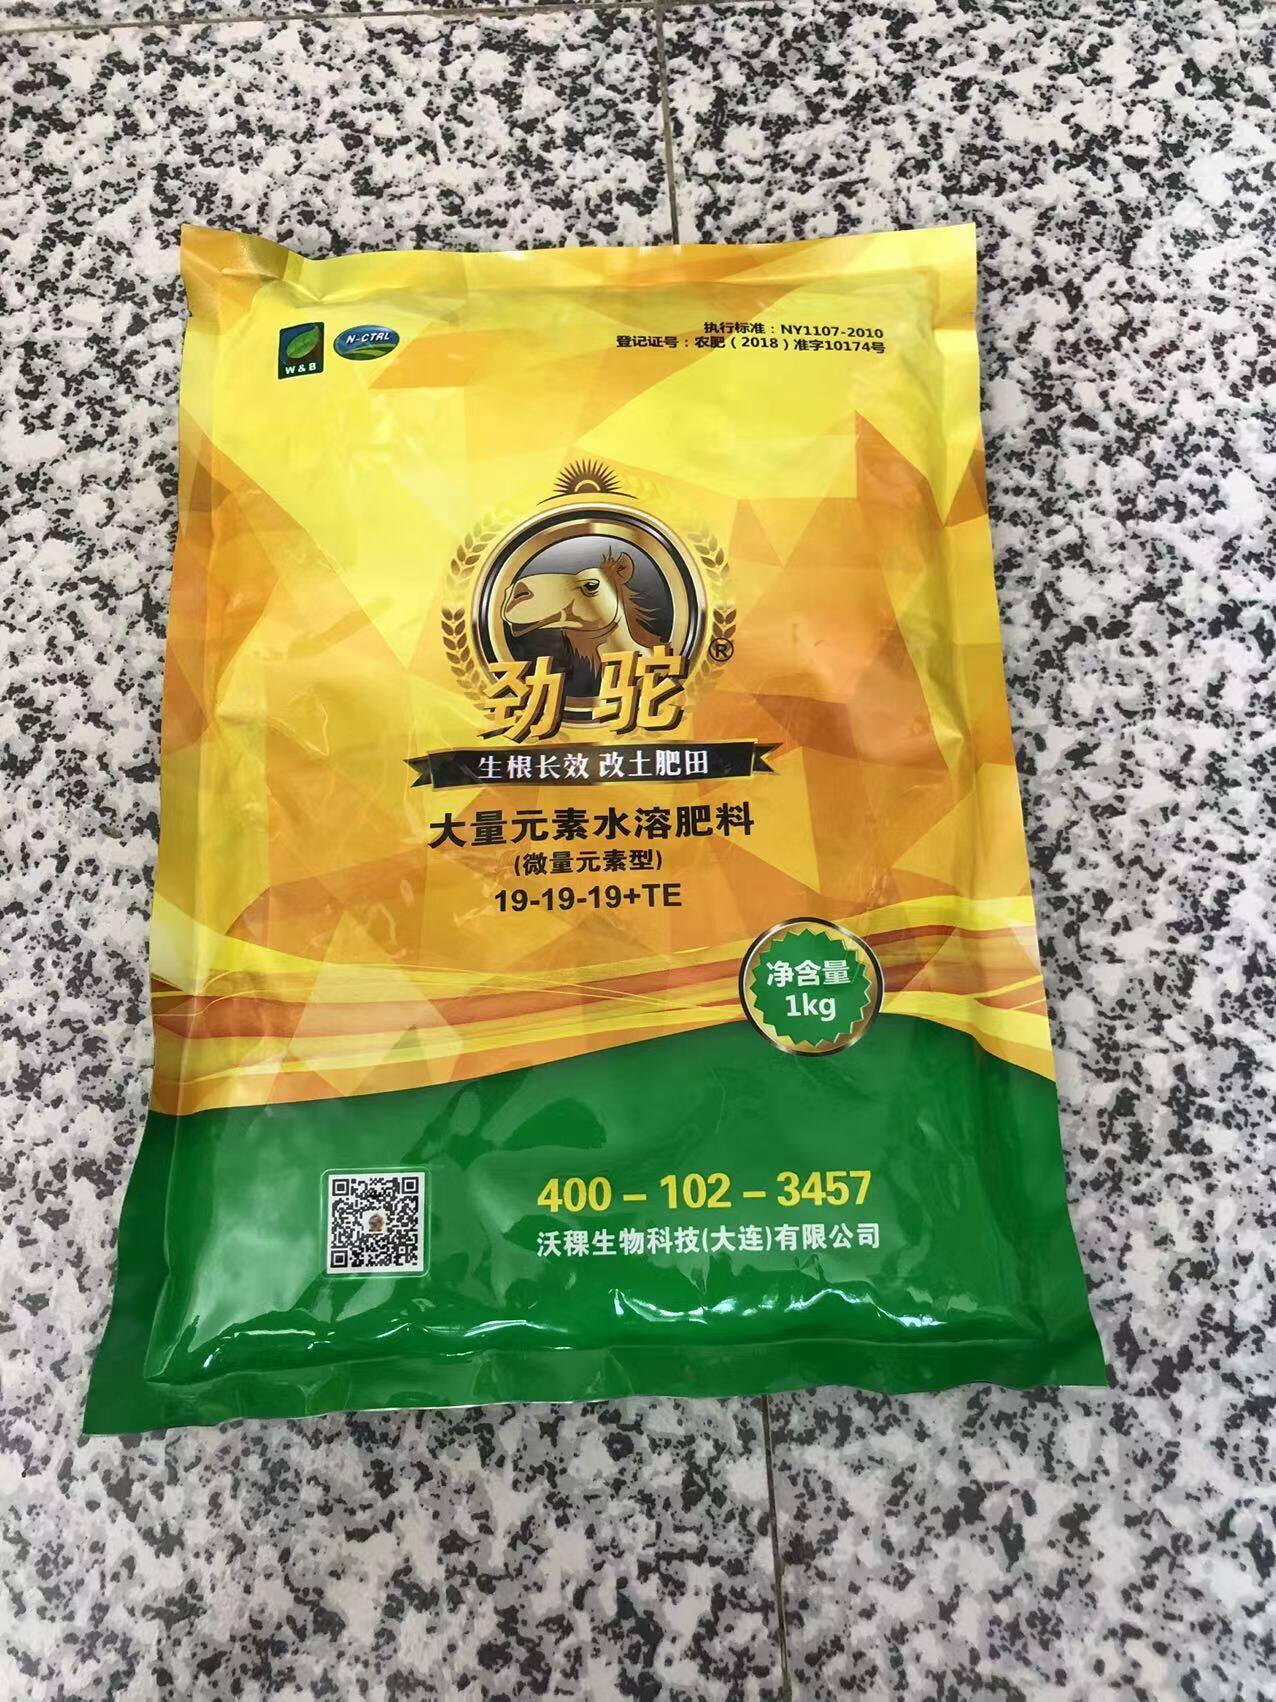 执行标准：NY1107-2010
登记证号：农肥（2018）准字10174号
W & B
N-CTRL
劲驼®
生根长效 改土肥田
大量元素水溶肥料
(微量元素型)
19-19-19+TE
净含量
1kg
400－102－3457
沃稞生物科技(大连)有限公司